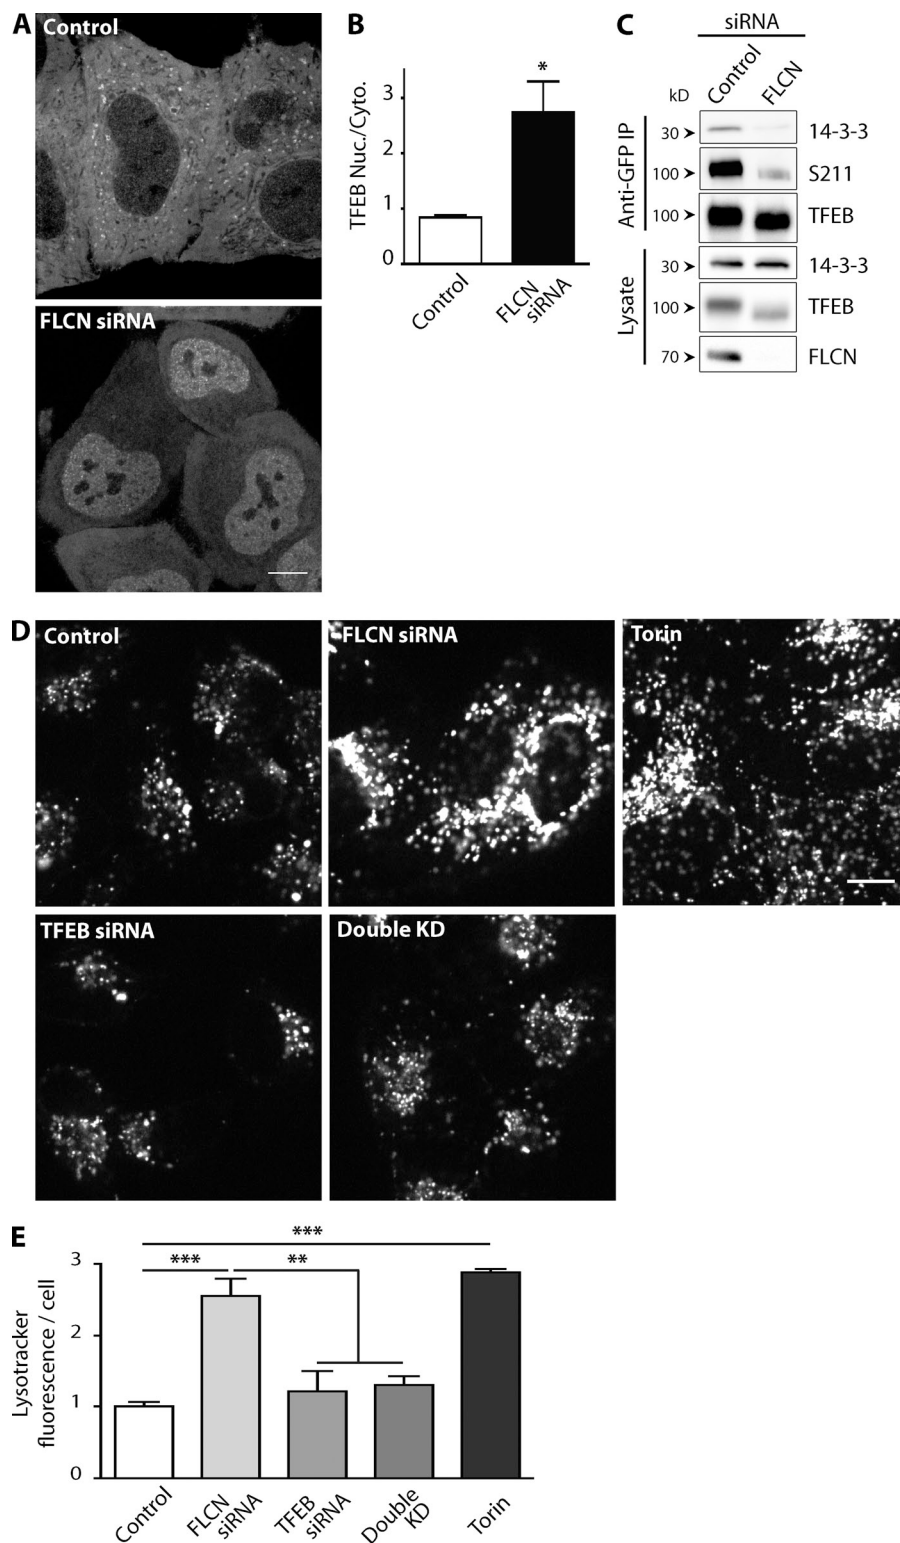 A
Control
FLCN siRNA
B
TFEB Nuc./Cyto.
3
2
1
0
*
Control
FLCN
siRNA
C
siRNA
kD
Control
FLCN
Anti-GFP IP
30
14-3-3
100
S211
100
TFEB
Lysate
30
14-3-3
100
TFEB
70
FLCN
D
Control
FLCN siRNA
Torin
TFEB siRNA
Double KD
E
Lysotracker
fluorescence / cell
3
2
1
0
***
***
**
Control
FLCN
siRNA
TFEB
siRNA
Double
KD
Torin